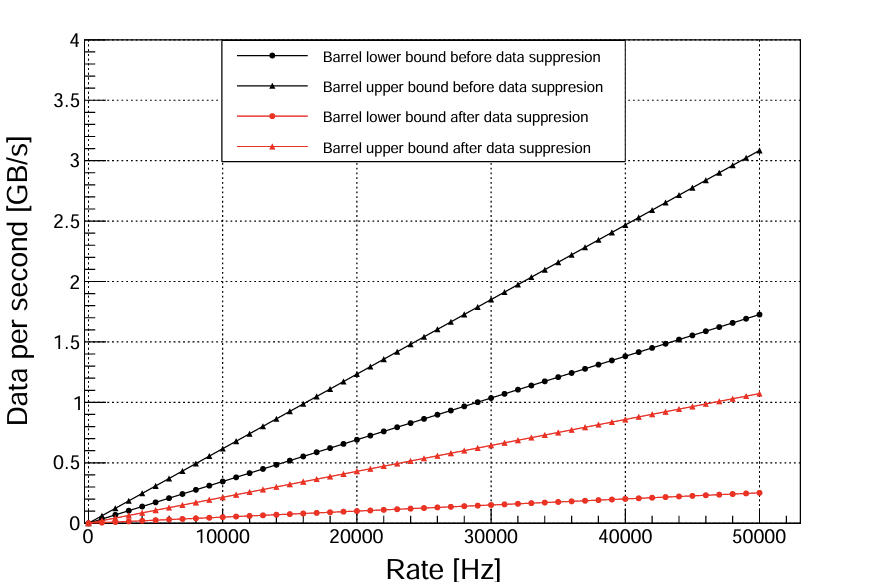 4
Barrel lower bound before data suppresion
Barrel upper bound before data suppresion
3.5
Barrel lower bound after data suppresion
Barrel upper bound after data suppresion
3
2.5
2
1.5
1
0.5
0
Data per second [GB/s]
0 10000 20000 30000 40000 50000
Rate [Hz]